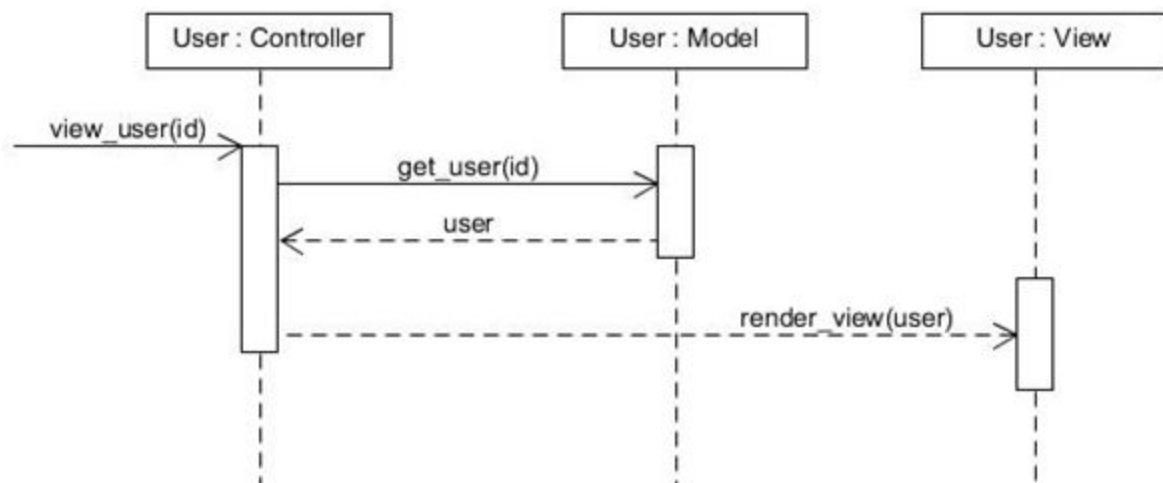 User : Controller
User : Model
User : View
view_user(id)
get_user(id)
user
render_view(user)